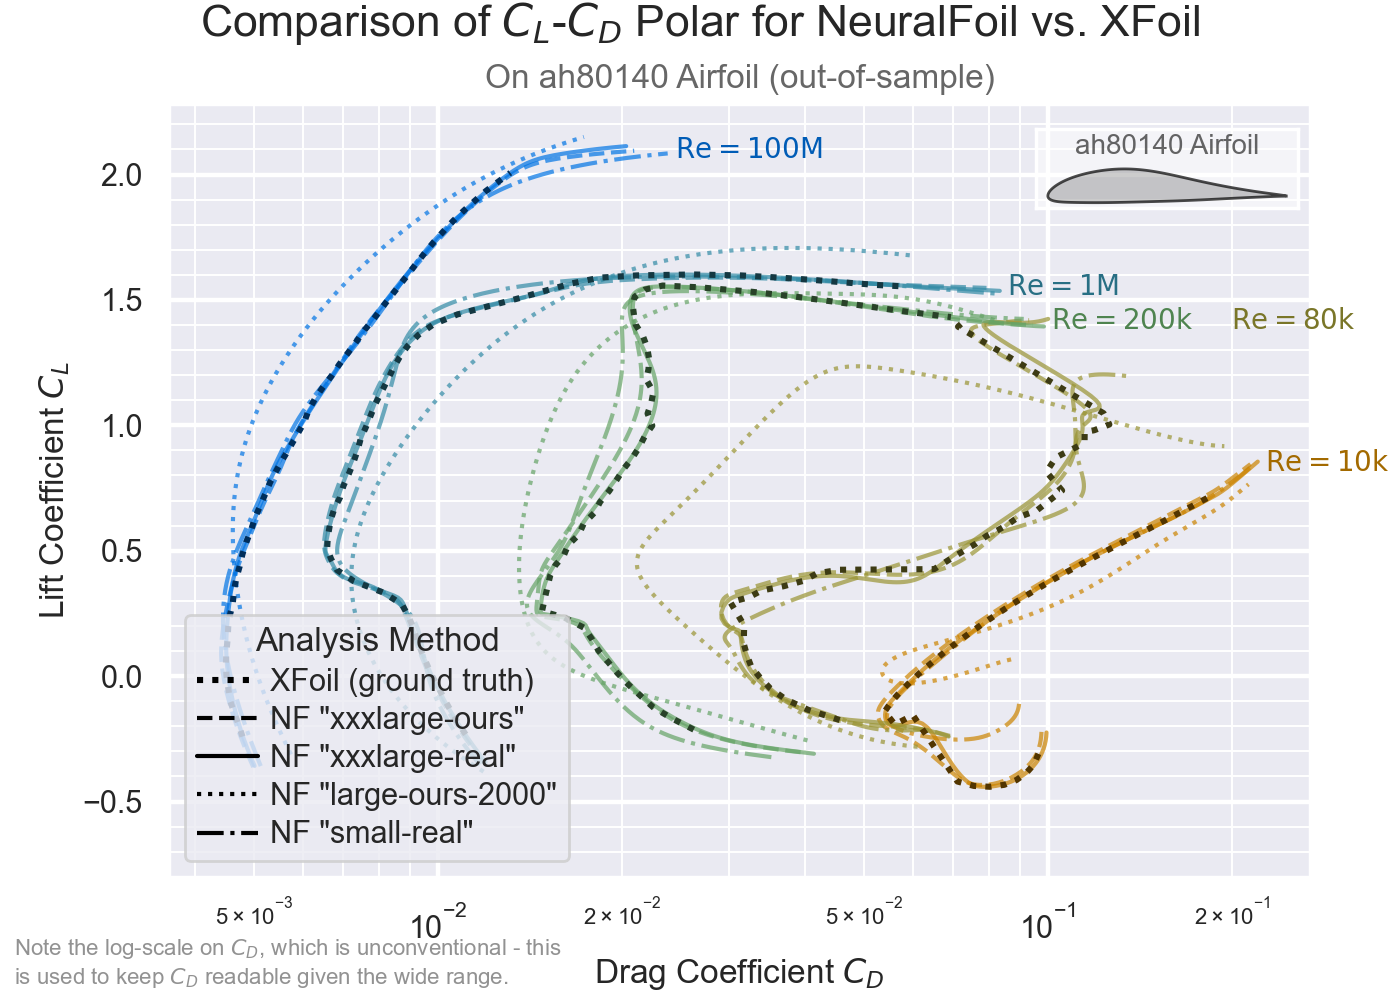 Comparison of C_L-C_D Polar for NeuralFoil vs. XFoil
On ah80140 Airfoil (out-of-sample)
Re = 100M
ah80140 Airfoil
Re = 1M
Re = 200k
Re = 80k
Re = 10k
Lift Coefficient C_L
2.0
1.5
1.0
0.5
0.0
−0.5
Analysis Method
XFoil (ground truth)
NF "xxxlarge-ours"
NF "xxxlarge-real"
NF "large-ours-2000"
NF "small-real"
5 × 10⁻³
10⁻²
2 × 10⁻²
5 × 10⁻²
10⁻¹
2 × 10⁻¹
Drag Coefficient C_D
Note the log-scale on C_D, which is unconventional - this
is used to keep C_D readable given the wide range.